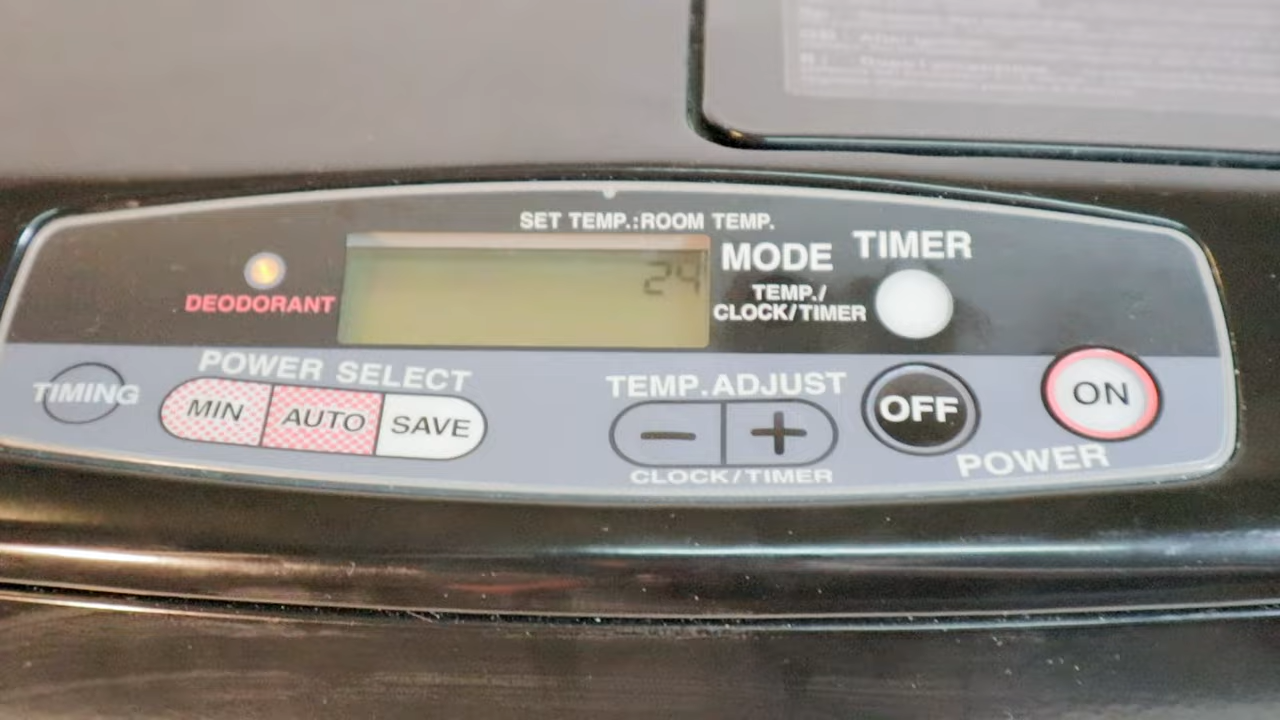 SET TEMP.:ROOM TEMP.
24
MODE
TEMP./
CLOCK/TIMER
TIMER
DEODORANT
TIMING
POWER SELECT
MIN
AUTO
SAVE
TEMP.ADJUST
− +
CLOCK/TIMER
OFF
ON
POWER